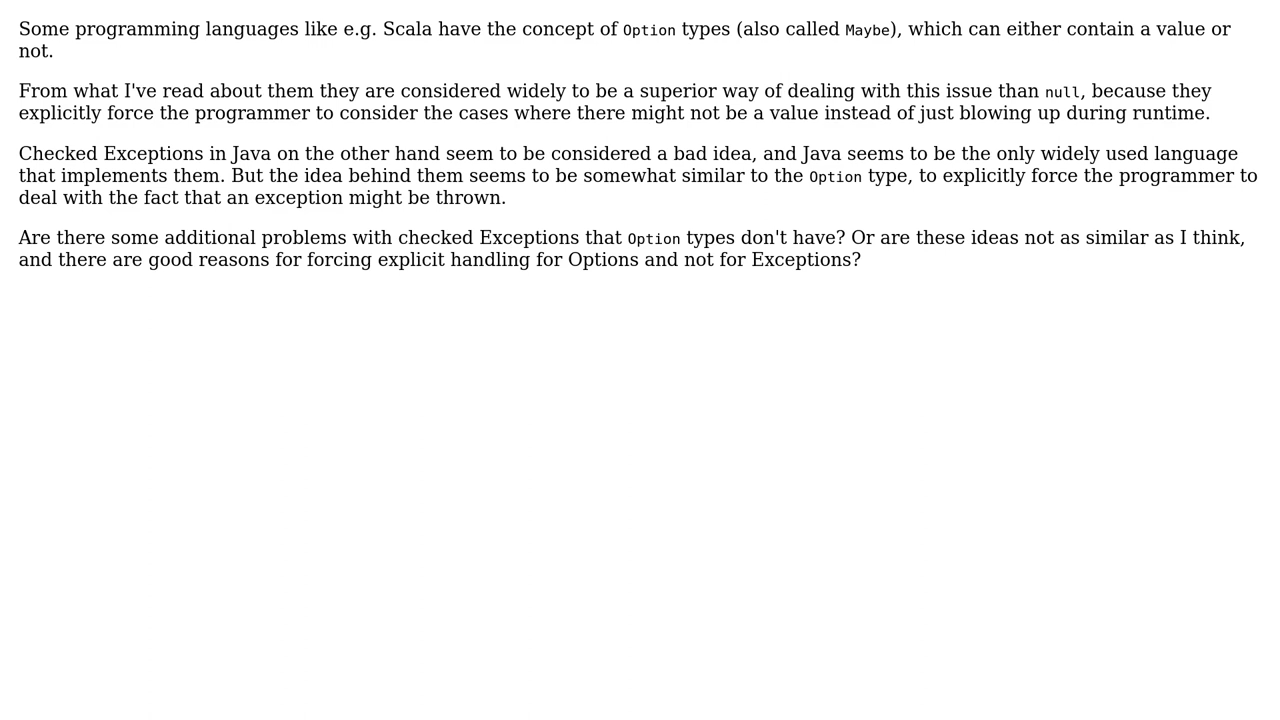 Some programming languages like e.g. Scala have the concept of Option types (also called Maybe), which can either contain a value or
not.
From what I've read about them they are considered widely to be a superior way of dealing with this issue than null, because they
explicitly force the programmer to consider the cases where there might not be a value instead of just blowing up during runtime.
Checked Exceptions in Java on the other hand seem to be considered a bad idea, and Java seems to be the only widely used language
that implements them. But the idea behind them seems to be somewhat similar to the Option type, to explicitly force the programmer to
deal with the fact that an exception might be thrown.
Are there some additional problems with checked Exceptions that Option types don't have? Or are these ideas not as similar as I think,
and there are good reasons for forcing explicit handling for Options and not for Exceptions?